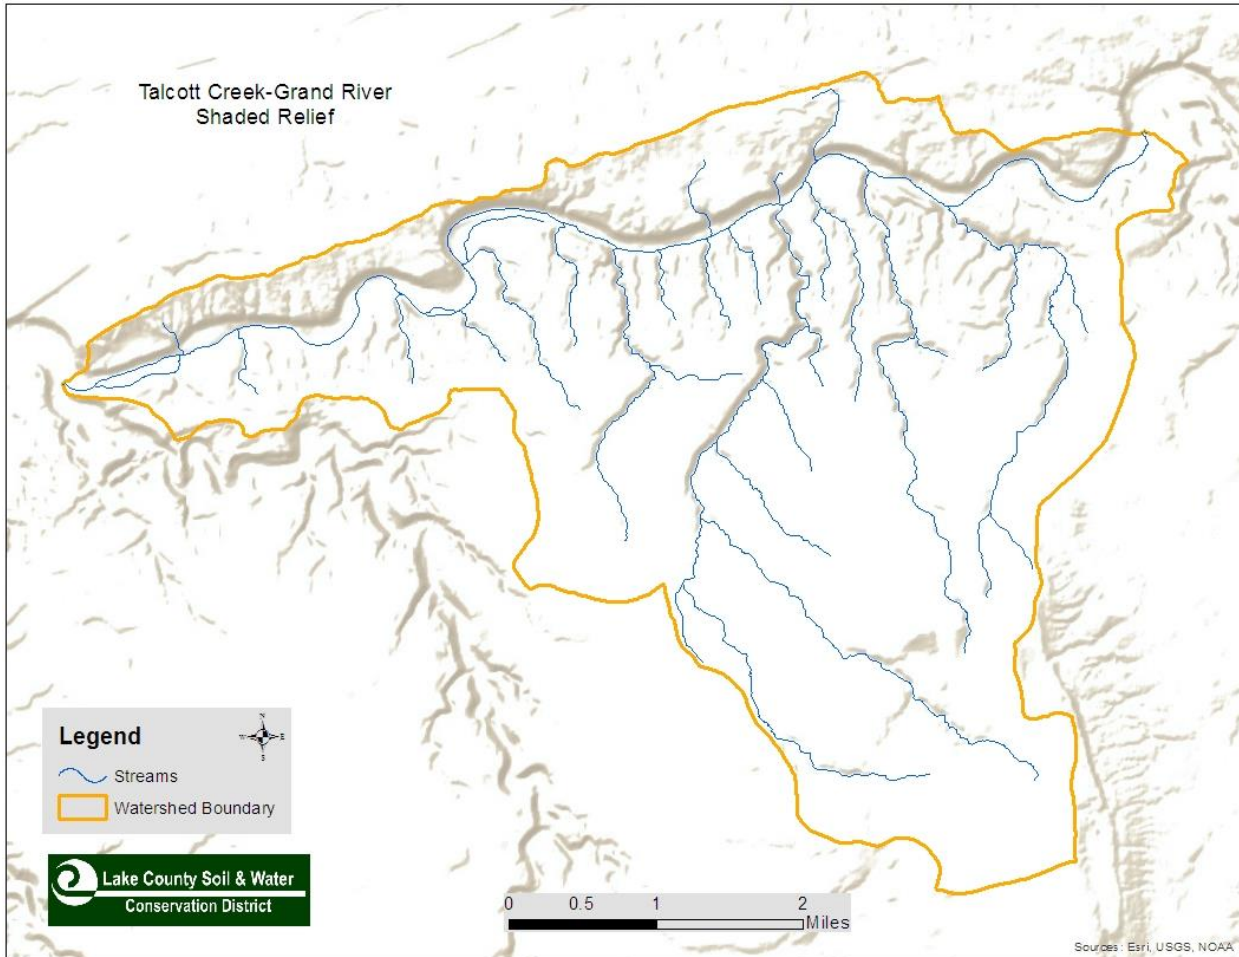 Talcott Creek-Grand River
Shaded Relief
Legend
N
W E
S
Streams
Watershed Boundary
Lake County Soil & Water
Conservation District
0 0.5 1 2
Miles
Sources: Esri, USGS, NOAA